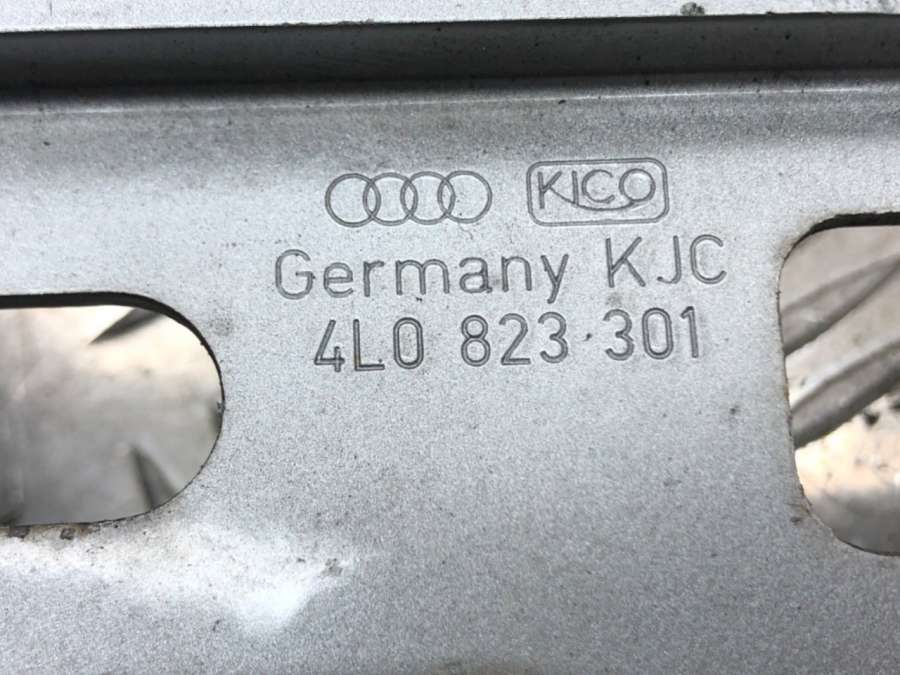 KICO
Germany KJC
4L0 823 301